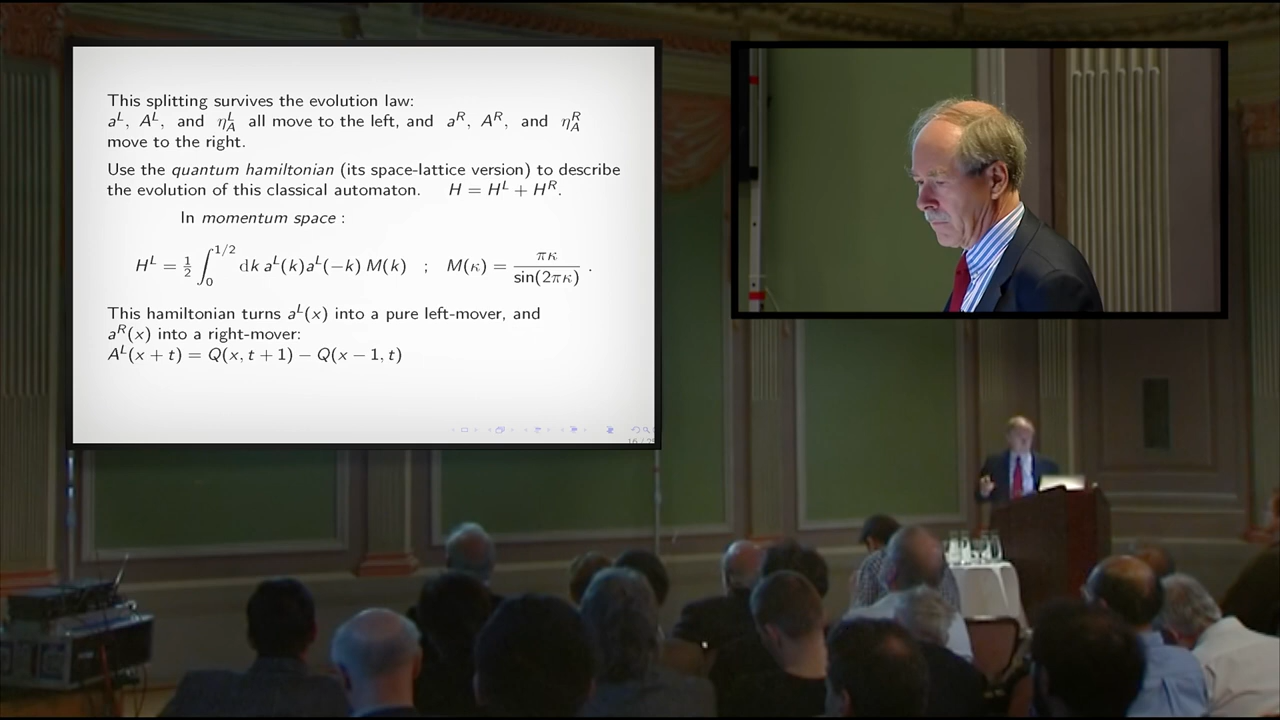 This splitting survives the evolution law:
a^L, A^L, and η_A^L all move to the left, and a^R, A^R, and η_A^R
move to the right.
Use the quantum hamiltonian (its space-lattice version) to describe
the evolution of this classical automaton. H = H^L + H^R.
In momentum space :
H^L = ½ ∫_0^{1/2} dk a^L(k)a^L(−k) M(k) ; M(κ) = πκ / sin(2πκ) .
This hamiltonian turns a^L(x) into a pure left-mover, and
a^R(x) into a right-mover:
A^L(x + t) = Q(x, t + 1) − Q(x − 1, t)